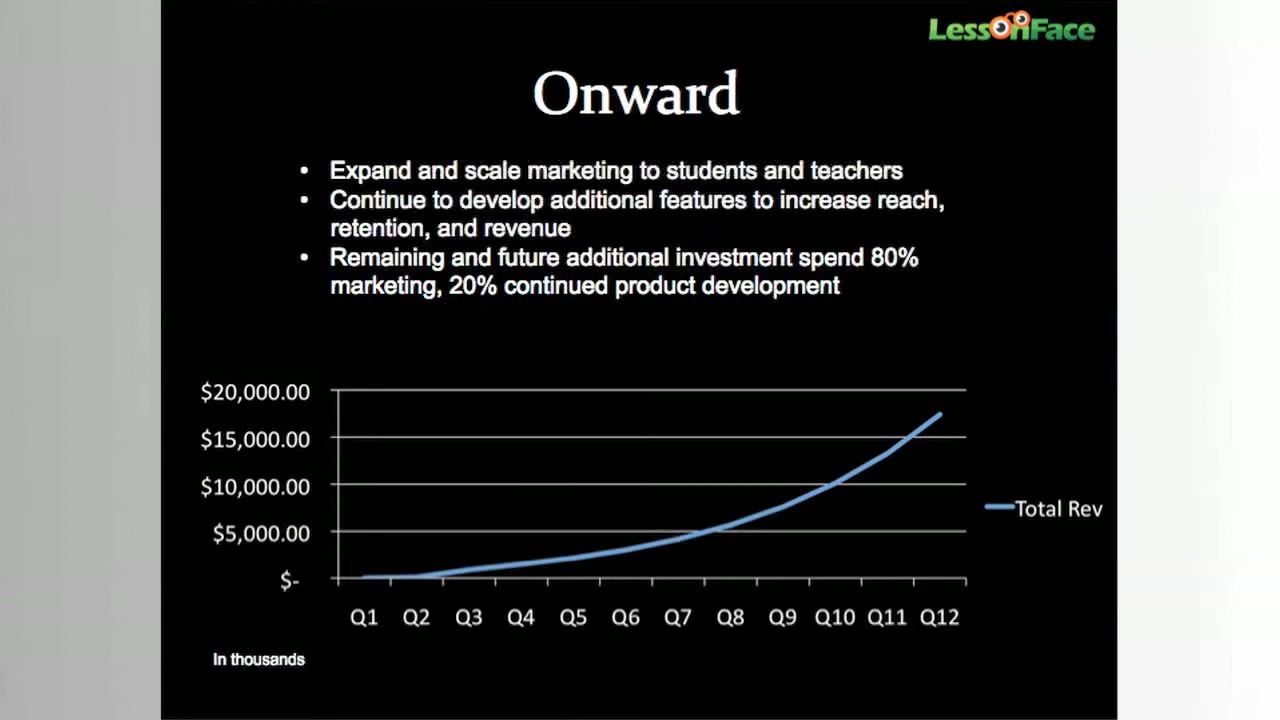 LessonFace
Onward
• Expand and scale marketing to students and teachers
• Continue to develop additional features to increase reach,
retention, and revenue
• Remaining and future additional investment spend 80%
marketing, 20% continued product development
$20,000.00
$15,000.00
$10,000.00
$5,000.00
$-
Total Rev
Q1 Q2 Q3 Q4 Q5 Q6 Q7 Q8 Q9 Q10 Q11 Q12
In thousands